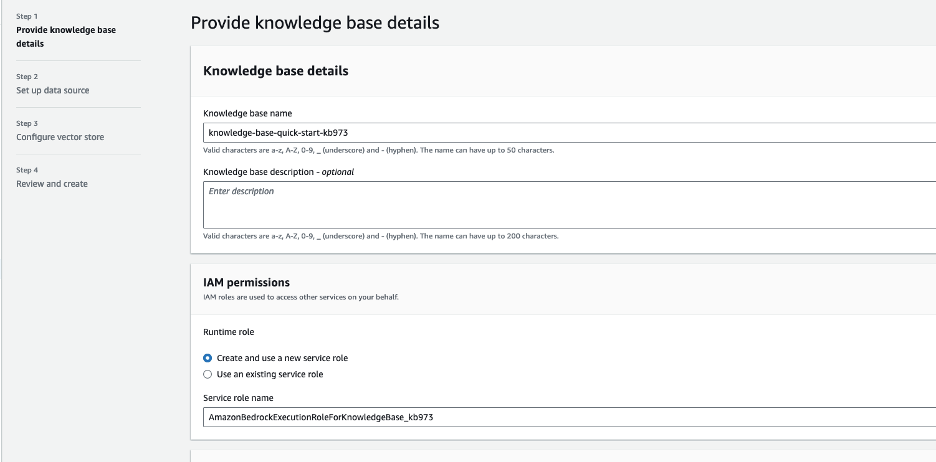 Step 1
Provide knowledge base
details
Step 2
Set up data source
Step 3
Configure vector store
Step 4
Review and create
Provide knowledge base details
Knowledge base details
Knowledge base name
knowledge-base-quick-start-kb973
Valid characters are a-z, A-Z, 0-9, _ (underscore) and - (hyphen). The name can have up to 50 characters.
Knowledge base description - optional
Enter description
Valid characters are a-z, A-Z, 0-9, _ (underscore) and - (hyphen). The name can have up to 200 characters.
IAM permissions
IAM roles are used to access other services on your behalf.
Runtime role
Create and use a new service role
Use an existing service role
Service role name
AmazonBedrockExecutionRoleForKnowledgeBase_kb973